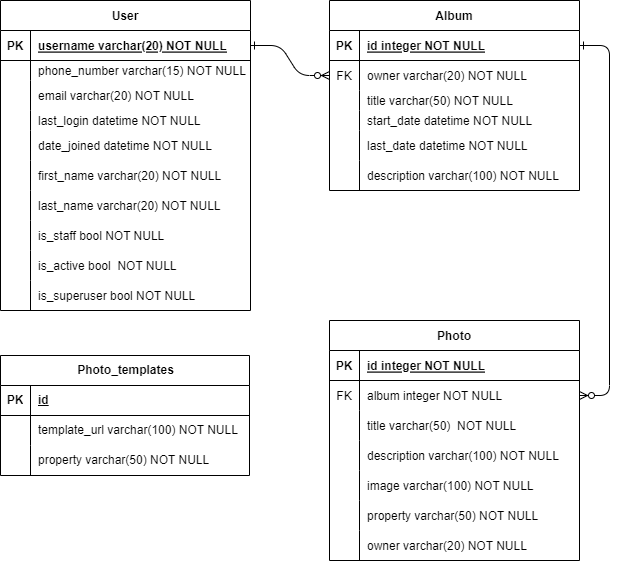 User
PK username varchar(20) NOT NULL
phone_number varchar(15) NOT NULL
email varchar(20) NOT NULL
last_login datetime NOT NULL
date_joined datetime NOT NULL
first_name varchar(20) NOT NULL
last_name varchar(20) NOT NULL
is_staff bool NOT NULL
is_active bool  NOT NULL
is_superuser bool NOT NULL
Album
PK id integer NOT NULL
FK owner varchar(20) NOT NULL
title varchar(50) NOT NULL
start_date datetime NOT NULL
last_date datetime NOT NULL
description varchar(100) NOT NULL
Photo_templates
PK id
template_url varchar(100) NOT NULL
property varchar(50) NOT NULL
Photo
PK id integer NOT NULL
FK album integer NOT NULL
title varchar(50)  NOT NULL
description varchar(100) NOT NULL
image varchar(100) NOT NULL
property varchar(50) NOT NULL
owner varchar(20) NOT NULL